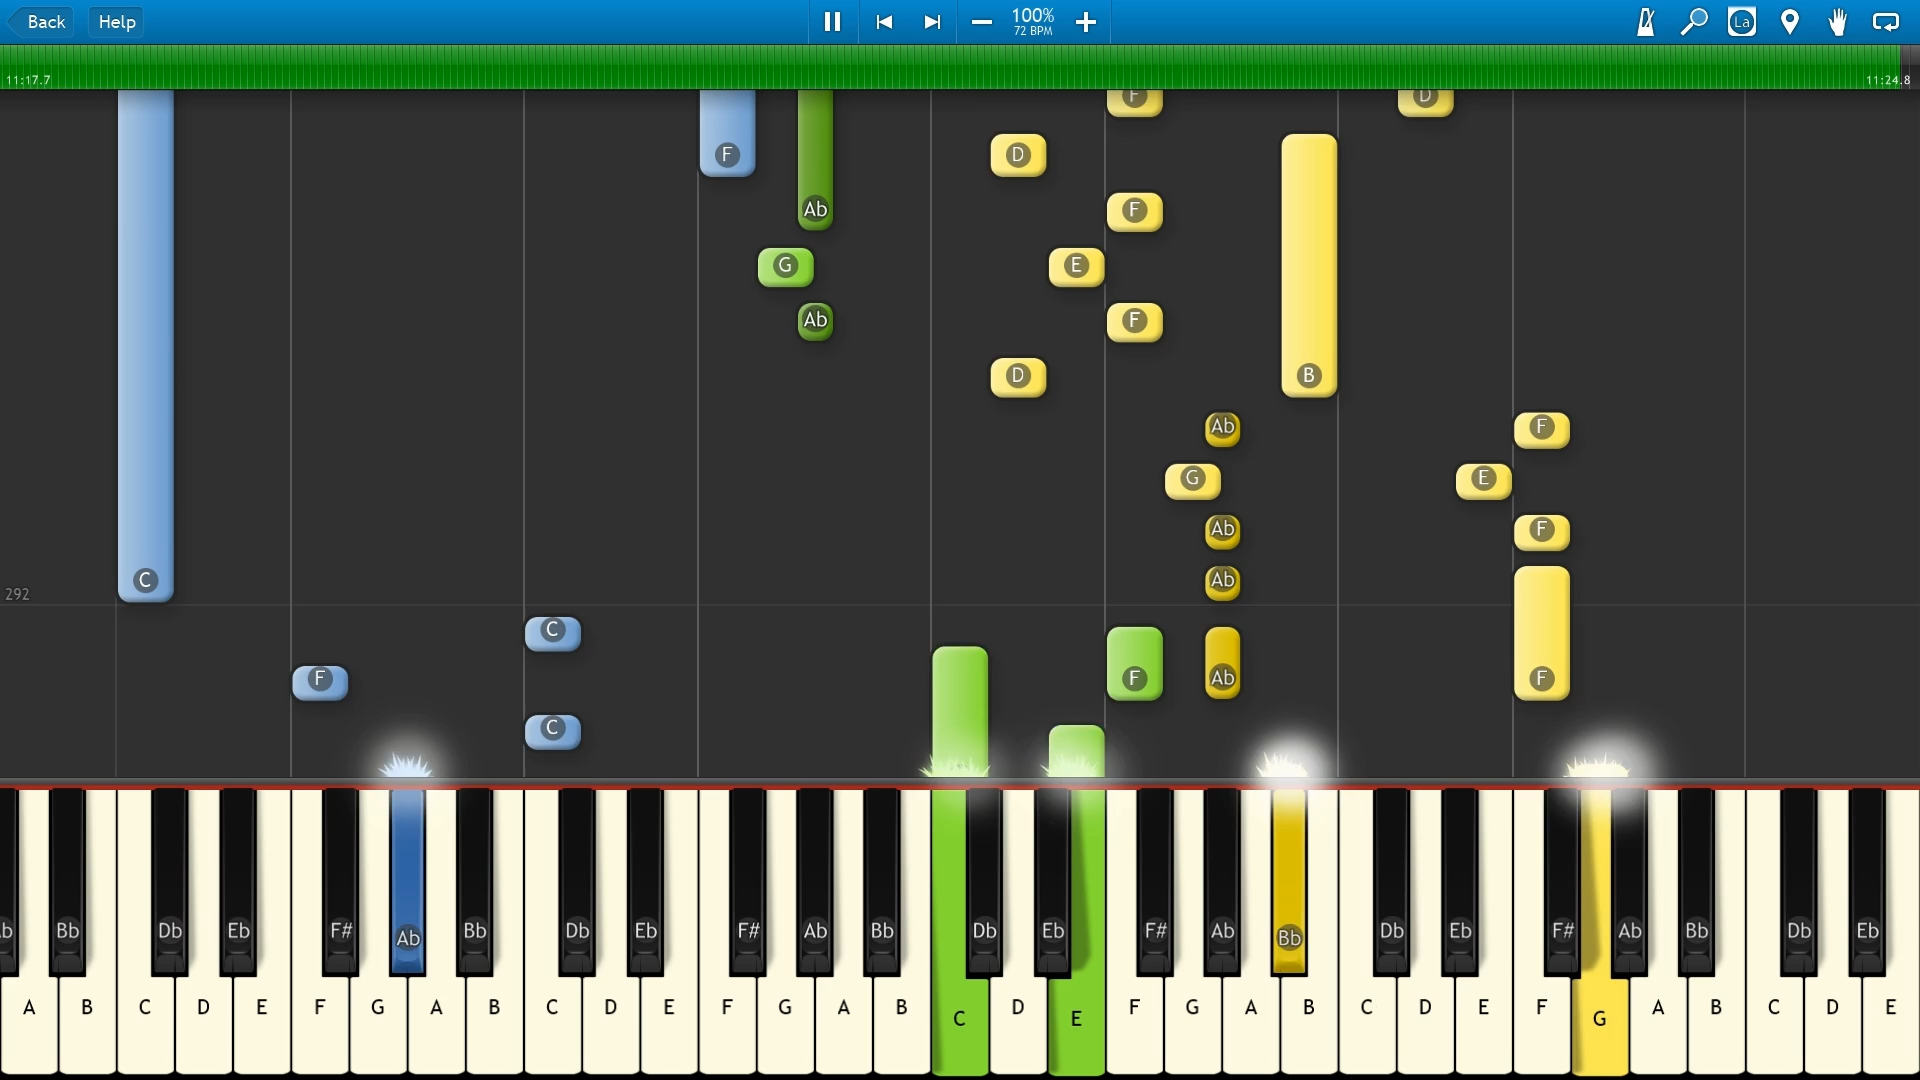 Back Help 100% La
72 BPM
11:17.7 11:24.8
F D
F D
Ab F
G E
Ab F
D B
Ab F
G E
Ab F
C Ab
292
C
F F Ab F
C
b Bb Db Eb F# Ab Bb Db Eb F# Ab Bb Db Eb F# Ab Bb Db Eb F# Ab Bb Db Eb
A B C D E F G A B C D E F G A B C D E F G A B C D E F G A B C D E